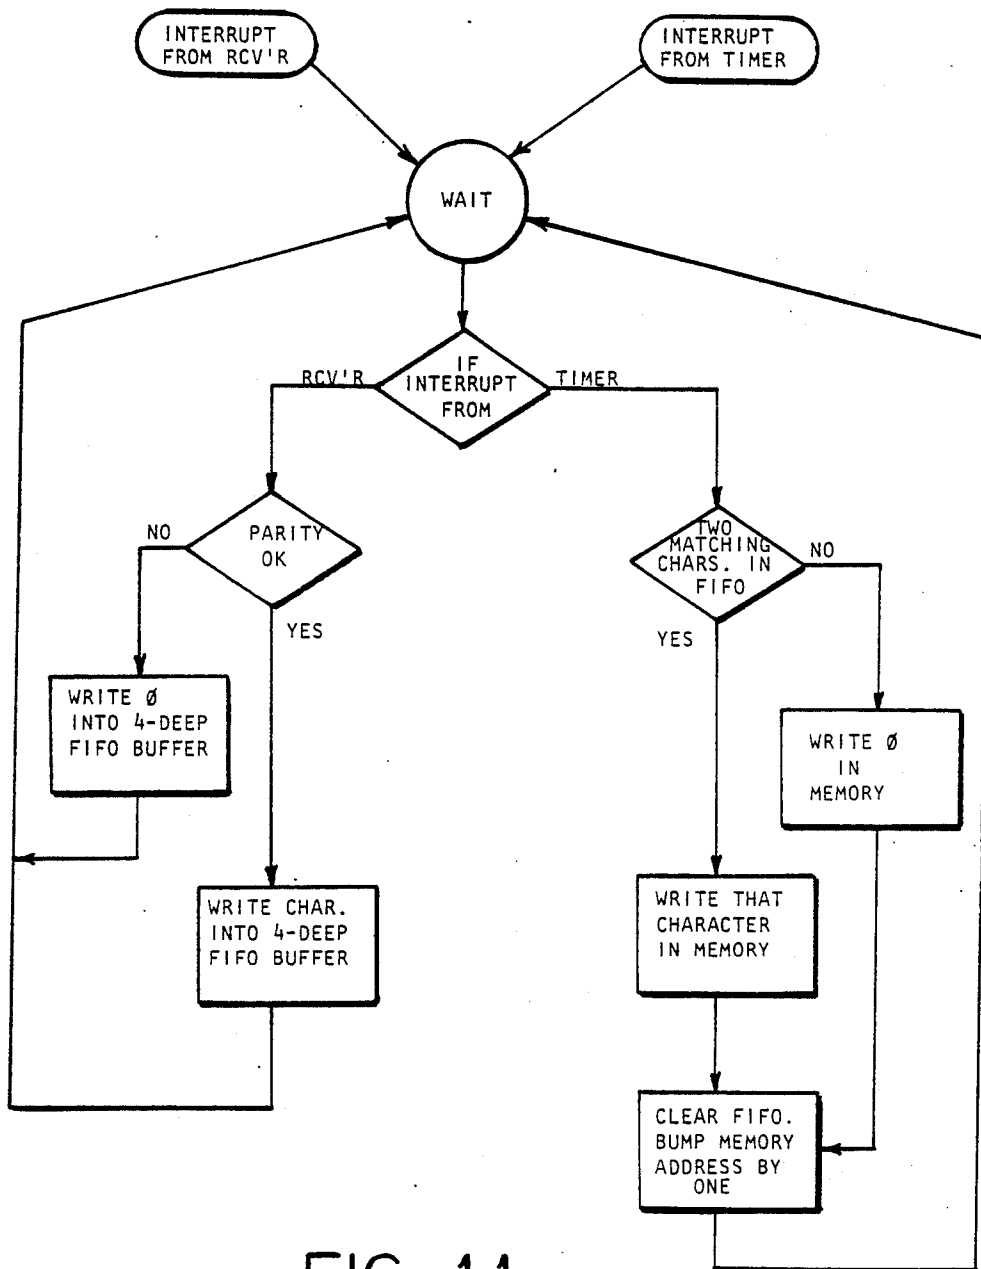 INTERRUPT
FROM RCV'R
INTERRUPT
FROM TIMER
WAIT
IF
INTERRUPT
FROM
RCV'R
TIMER
PARITY
OK
NO
YES
TWO
MATCHING
CHARS. IN
FIFO
NO
YES
WRITE Ø
INTO 4-DEEP
FIFO BUFFER
WRITE Ø
IN
MEMORY
WRITE CHAR.
INTO 4-DEEP
FIFO BUFFER
WRITE THAT
CHARACTER
IN MEMORY
CLEAR FIFO.
BUMP MEMORY
ADDRESS BY
ONE
FIG. 11